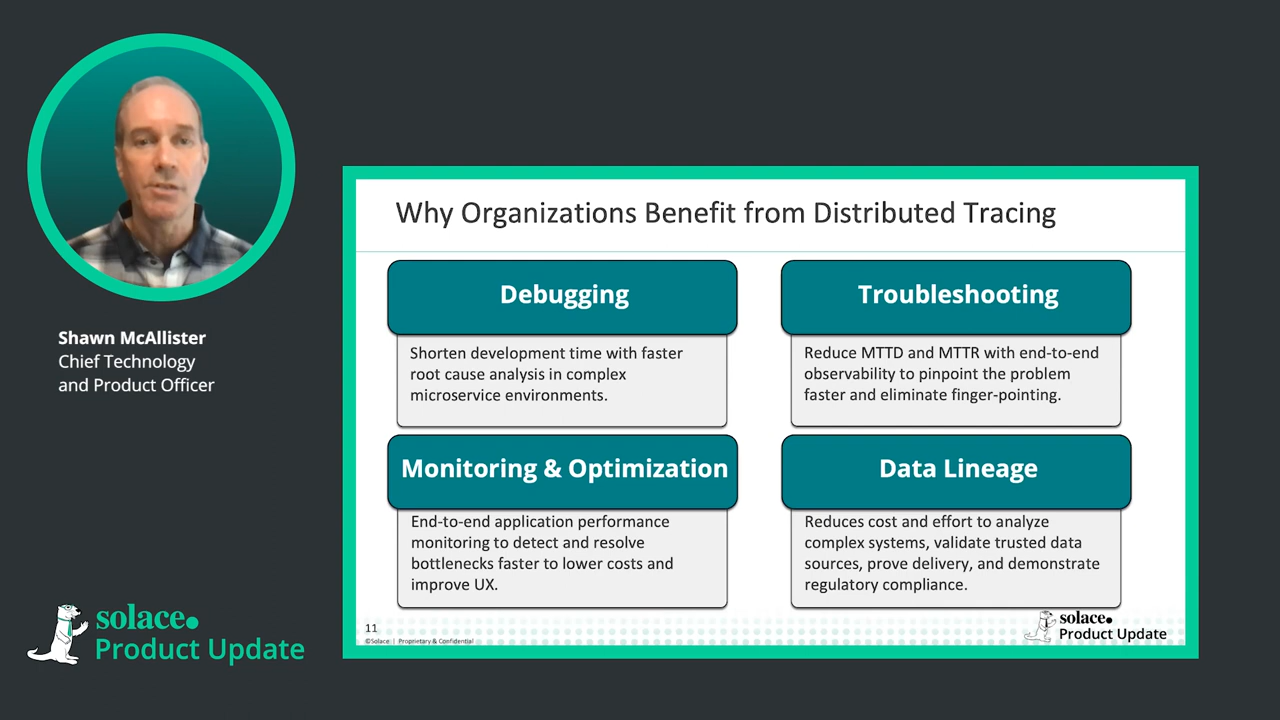 Shawn McAllister
Chief Technology
and Product Officer
solace.
Product Update
Why Organizations Benefit from Distributed Tracing
Debugging
Shorten development time with faster
root cause analysis in complex
microservice environments.
Troubleshooting
Reduce MTTD and MTTR with end-to-end
observability to pinpoint the problem
faster and eliminate finger-pointing.
Monitoring & Optimization
End-to-end application performance
monitoring to detect and resolve
bottlenecks faster to lower costs and
improve UX.
Data Lineage
Reduces cost and effort to analyze
complex systems, validate trusted data
sources, prove delivery, and demonstrate
regulatory compliance.
11
©Solace | Proprietary & Confidential
solace.
Product Update